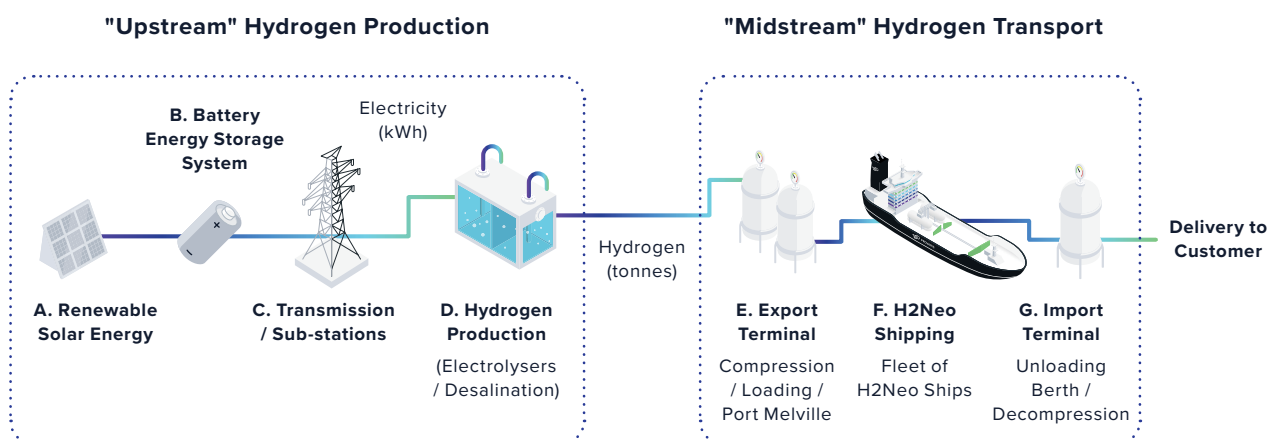 "Upstream" Hydrogen Production
"Midstream" Hydrogen Transport
B. Battery
Energy Storage
System
Electricity
(kWh)
Hydrogen
(tonnes)
Delivery to
Customer
A. Renewable
Solar Energy
C. Transmission
/ Sub-stations
D. Hydrogen
Production
(Electrolysers
/ Desalination)
E. Export
Terminal
Compression
/ Loading /
Port Melville
F. H2Neo
Shipping
Fleet of
H2Neo Ships
G. Import
Terminal
Unloading
Berth /
Decompression